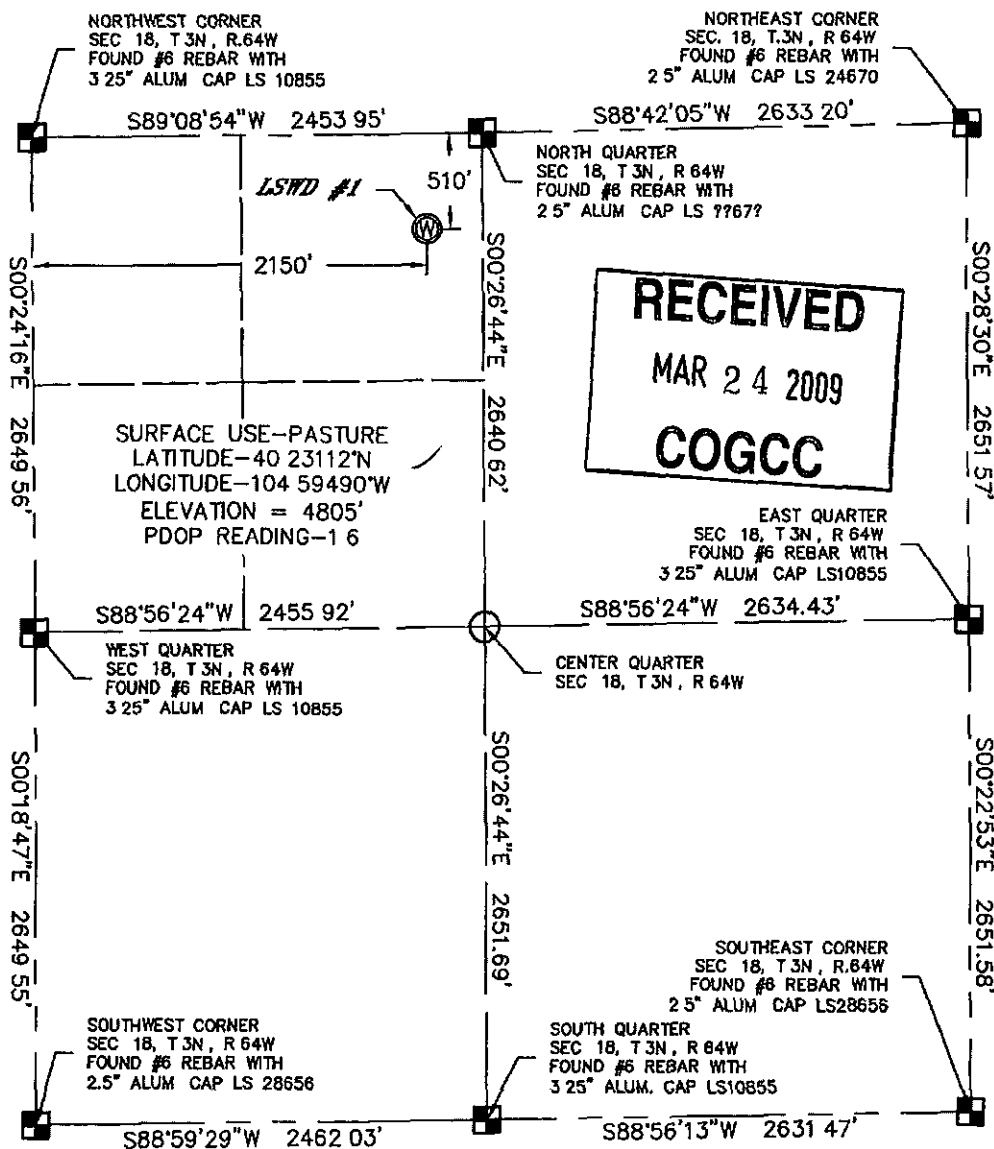 NORTHWEST CORNER
SEC 18, T 3N, R.64W
FOUND #6 REBAR WITH
3 25" ALUM CAP LS 10855
NORTHEAST CORNER
SEC. 18, T.3N, R 64W
FOUND #6 REBAR WITH
2 5" ALUM CAP LS 24670
S89°08'54"W 2453 95'
S88°42'05"W 2633 20'
NORTH QUARTER
SEC 18, T 3N, R 64W
FOUND #6 REBAR WITH
2 5" ALUM CAP LS ??67?
510'
LSWD #1
W
2150'
S00°24'16"E 2649 56'
S00°26'44"E 2640 62'
S00°28'30"E 2651 57'
RECEIVED
MAR 24 2009
COGCC
SURFACE USE-PASTURE
LATITUDE-40 23112°N
LONGITUDE-104 59490°W
ELEVATION = 4805'
PDOP READING-1 6
EAST QUARTER
SEC 18, T 3N, R 64W
FOUND #6 REBAR WITH
3 25" ALUM CAP LS10855
S88°56'24"W 2455 92'
S88°56'24"W 2634.43'
WEST QUARTER
SEC 18, T 3N, R 64W
FOUND #6 REBAR WITH
3 25" ALUM CAP LS 10855
CENTER QUARTER
SEC 18, T 3N, R 64W
S00°18'47"E 2649 55'
S00°26'44"E 2651.69'
S00°22'53"E 2651.58'
SOUTHEAST CORNER
SEC 18, T 3N, R.64W
FOUND #6 REBAR WITH
2 5" ALUM CAP LS28656
SOUTHWEST CORNER
SEC 18, T 3N, R 64W
FOUND #6 REBAR WITH
2.5" ALUM CAP LS 28656
SOUTH QUARTER
SEC 18, T 3N, R 64W
FOUND #6 REBAR WITH
3 25" ALUM. CAP LS10855
S88°59'29"W 2462 03'
S88°56'13"W 2631 47'